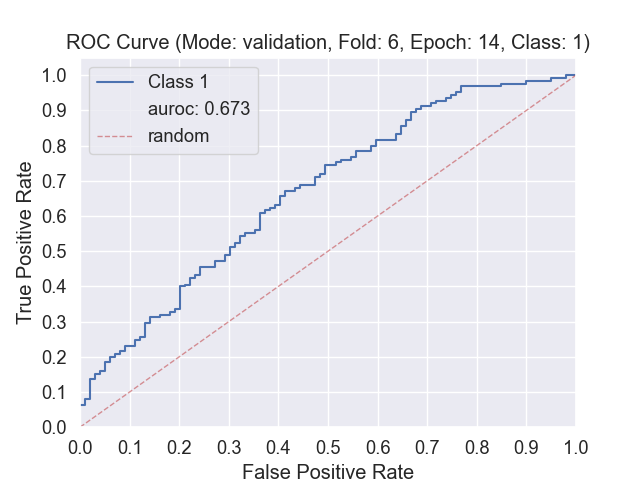 ROC Curve (Mode: validation, Fold: 6, Epoch: 14, Class: 1)
Class 1
auroc: 0.673
random
True Positive Rate
1.0
0.9
0.8
0.7
0.6
0.5
0.4
0.3
0.2
0.1
0.0
0.0 0.1 0.2 0.3 0.4 0.5 0.6 0.7 0.8 0.9 1.0
False Positive Rate